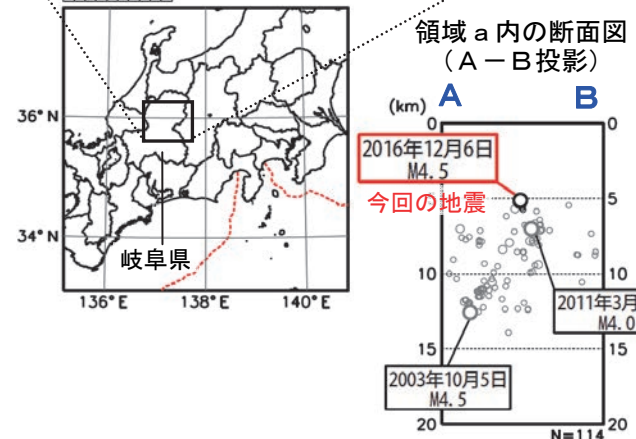 領域a内の断面図
(A-B投影)
(km) A B
0 0
2016年12月6日
M4.5
今回の地震
5 5
10 10
2011年3月
M4.0
15 15
2003年10月5日
M4.5
20 20
N=114
36°N
34°N
岐阜県
136°E 138°E 140°E